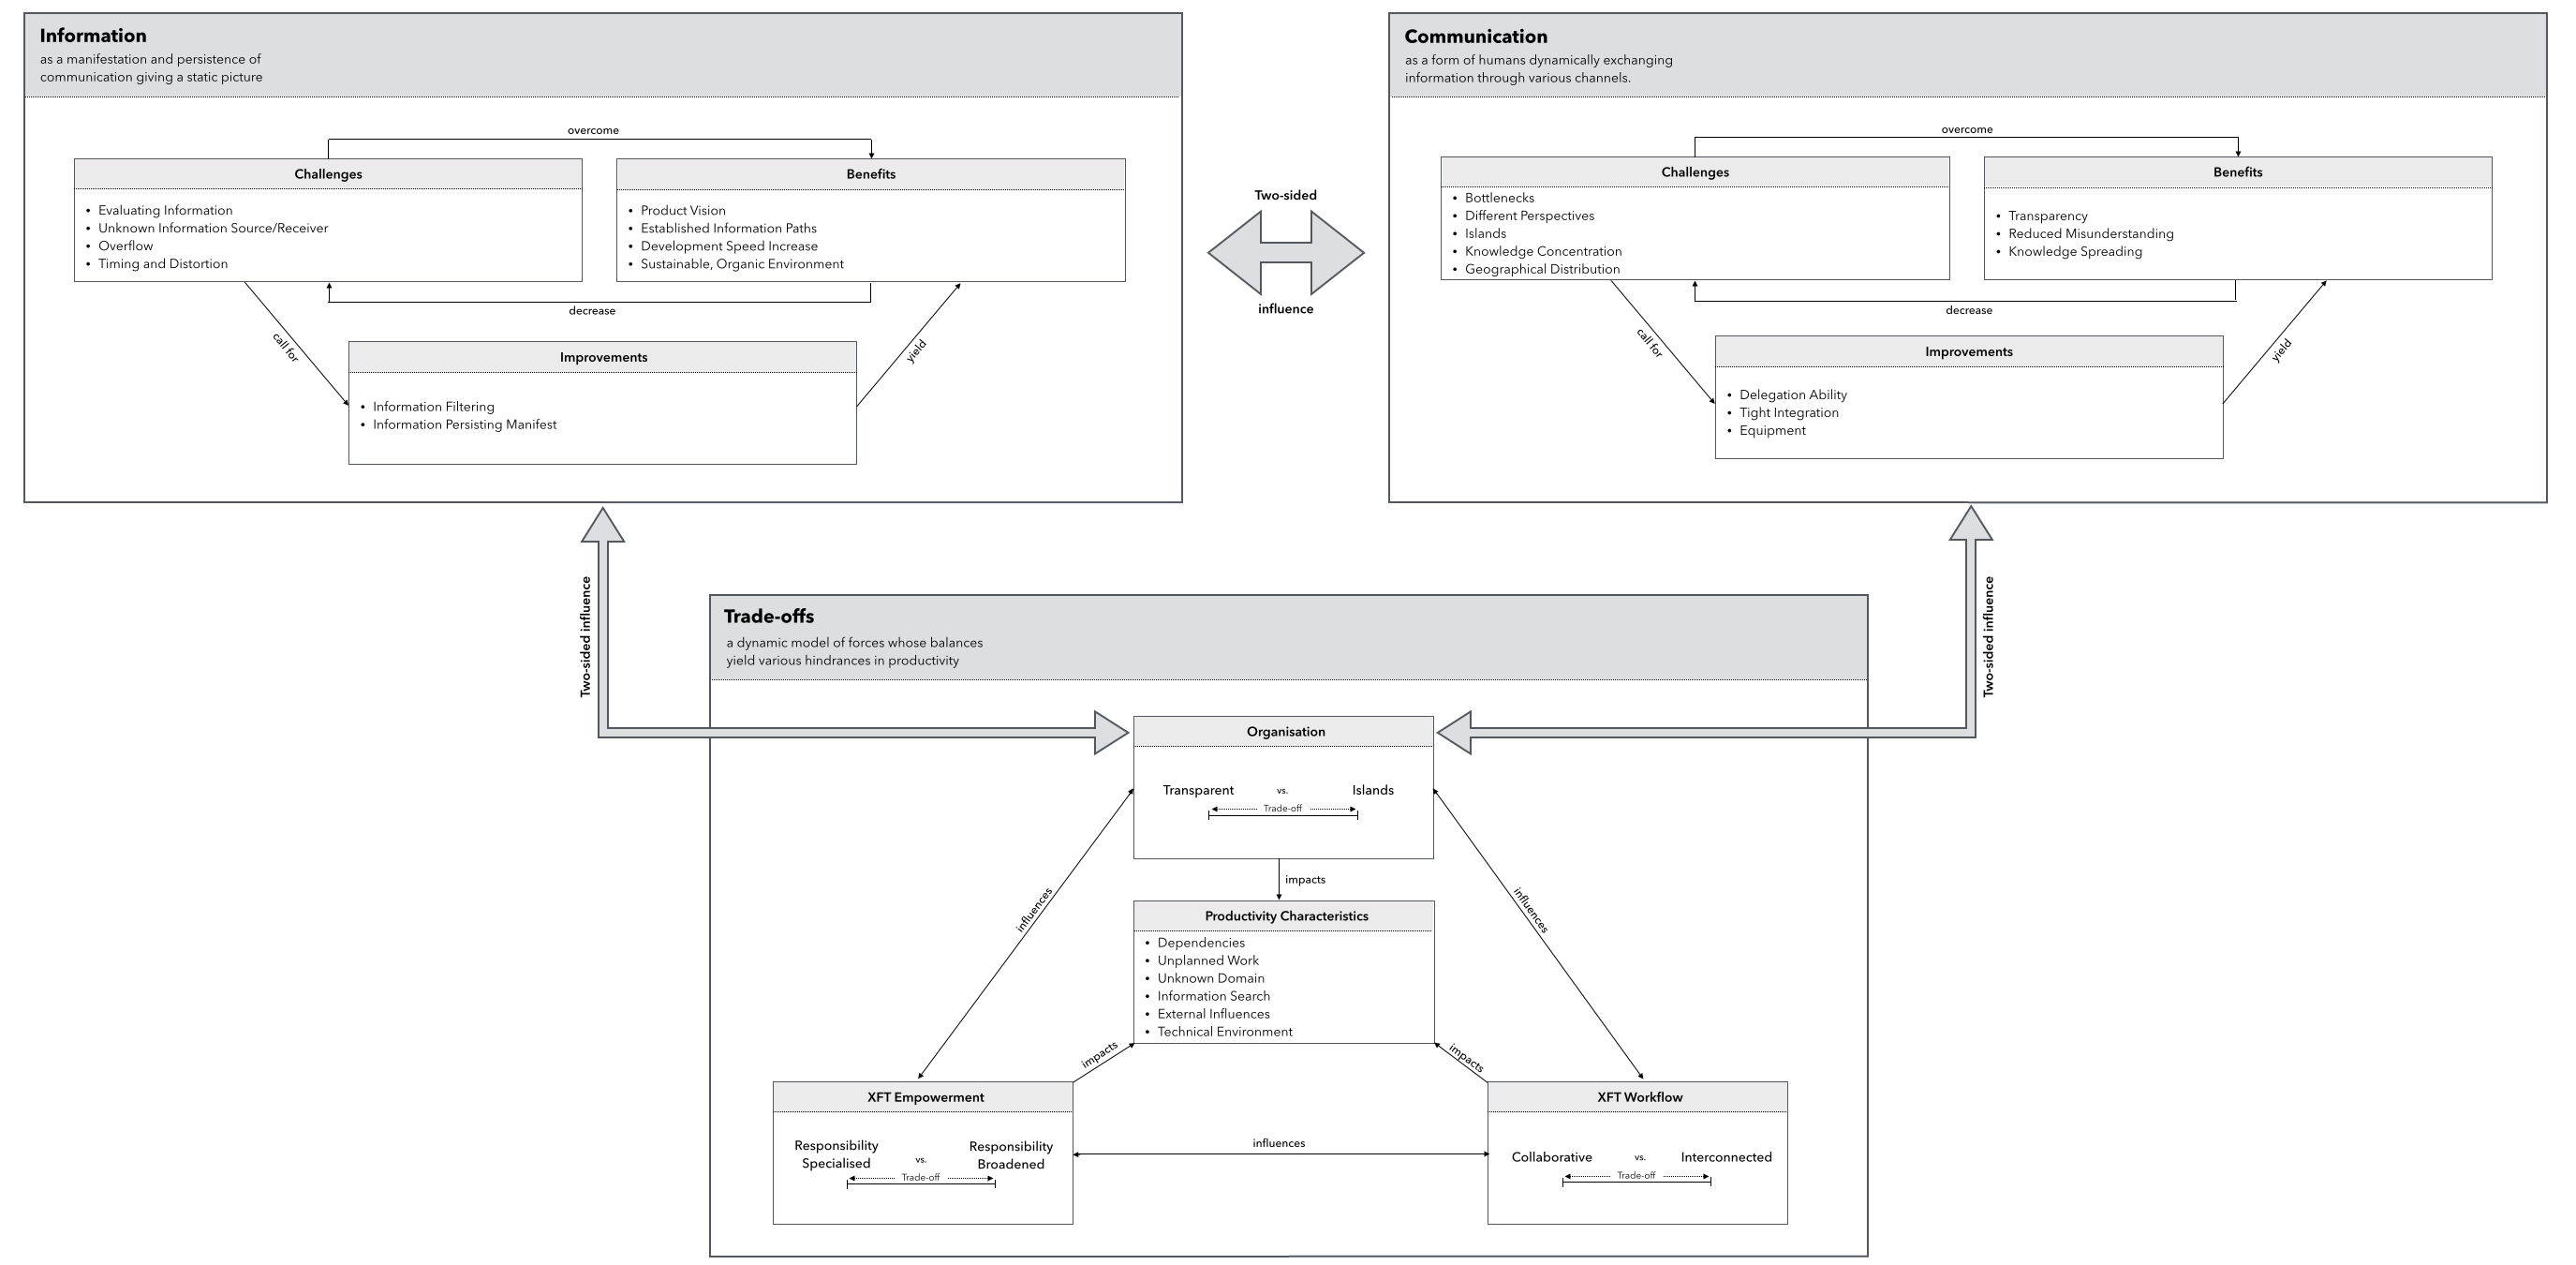 Information
as a manifestation and persistence of
communication giving a static picture
overcome
Challenges
• Evaluating Information
• Unknown Information Source/Receiver
• Overflow
• Timing and Distortion
Benefits
• Product Vision
• Established Information Paths
• Development Speed Increase
• Sustainable, Organic Environment
decrease
call for
yield
Improvements
• Information Filtering
• Information Persisting Manifest
Two-sided
influence
Communication
as a form of humans dynamically exchanging
information through various channels.
overcome
Challenges
• Bottlenecks
• Different Perspectives
• Islands
• Knowledge Concentration
• Geographical Distribution
Benefits
• Transparency
• Reduced Misunderstanding
• Knowledge Spreading
decrease
call for
yield
Improvements
• Delegation Ability
• Tight Integration
• Equipment
Two-sided influence
Two-sided influence
Trade-offs
a dynamic model of forces whose balances
yield various hindrances in productivity
Organisation
Transparent vs. Islands
Trade-off
impacts
influences
influences
Productivity Characteristics
• Dependencies
• Unplanned Work
• Unknown Domain
• Information Search
• External Influences
• Technical Environment
impacts
impacts
XFT Empowerment
Responsibility
Specialised
vs.
Responsibility
Broadened
Trade-off
influences
XFT Workflow
Collaborative vs. Interconnected
Trade-off